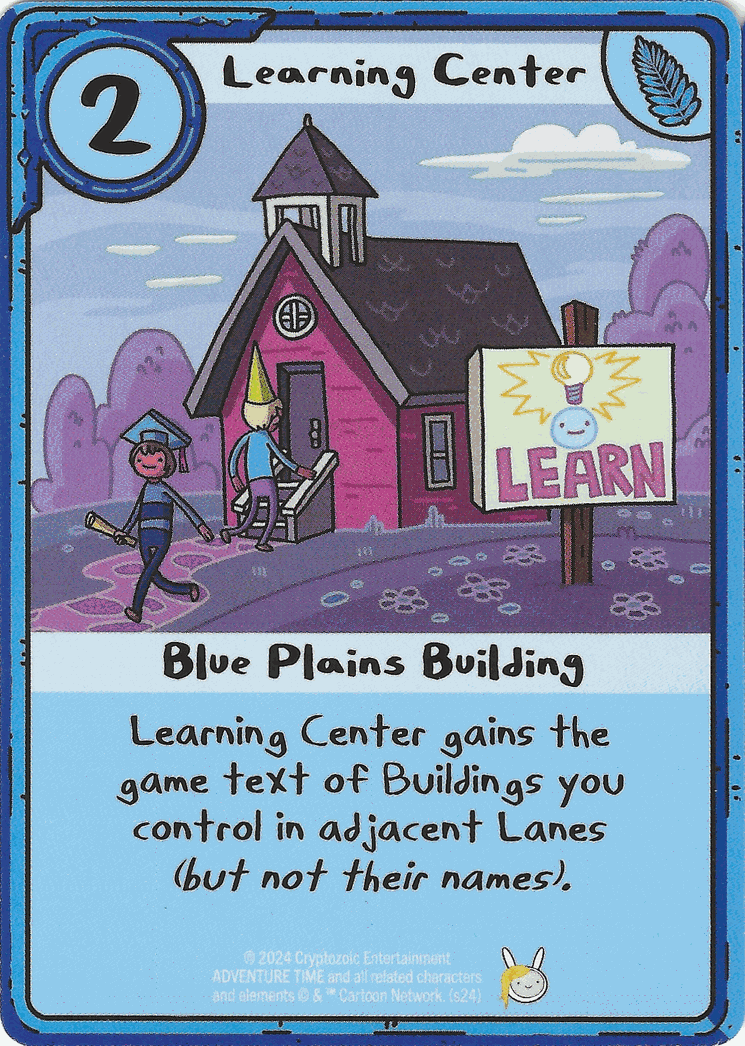 2
Learning Center
LEARN
Blue Plains Building
Learning Center gains the
game text of Buildings you
control in adjacent Lanes
(but not their names).
© 2024 Cryptozoic Entertainment
ADVENTURE TIME and all related characters
and elements © & ™ Cartoon Network. (s24)